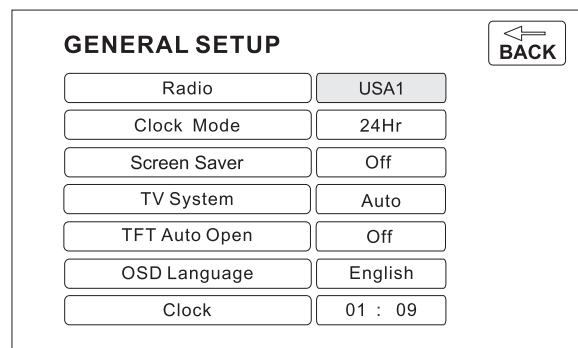 GENERAL SETUP
BACK
Radio USA1
Clock Mode 24Hr
Screen Saver Off
TV System Auto
TFT Auto Open Off
OSD Language English
Clock 01 : 09